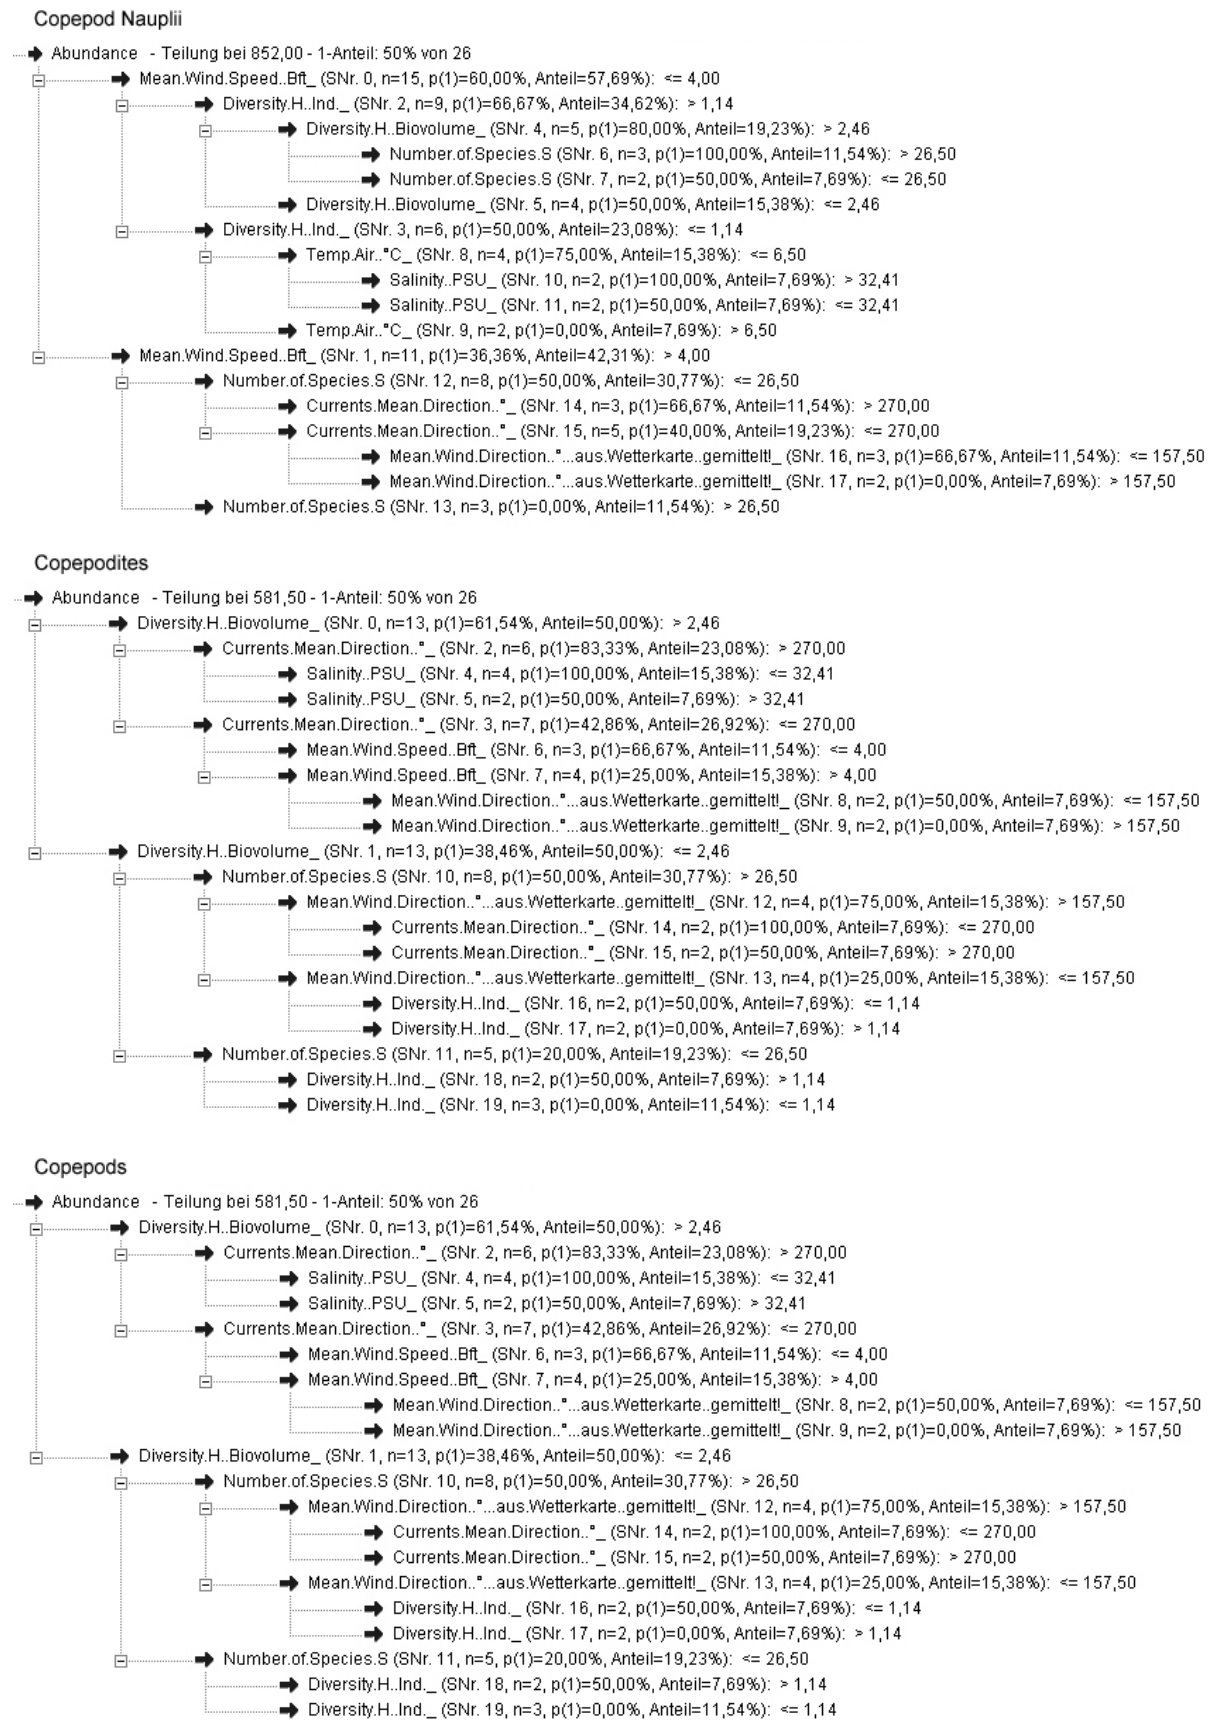 Copepod Nauplii
Abundance - Teilung bei 852,00 - 1-Anteil: 50% von 26
Mean.Wind.Speed..Bft_ (SNr. 0, n=15, p(1)=60,00%, Anteil=57,69%): <= 4,00
Diversity.H..Ind._ (SNr. 2, n=9, p(1)=66,67%, Anteil=34,62%): > 1,14
Diversity.H..Biovolume_ (SNr. 4, n=5, p(1)=80,00%, Anteil=19,23%): > 2,46
Number.of.Species.S (SNr. 6, n=3, p(1)=100,00%, Anteil=11,54%): > 26,50
Number.of.Species.S (SNr. 7, n=2, p(1)=50,00%, Anteil=7,69%): <= 26,50
Diversity.H..Biovolume_ (SNr. 5, n=4, p(1)=50,00%, Anteil=15,38%): <= 2,46
Diversity.H..Ind._ (SNr. 3, n=6, p(1)=50,00%, Anteil=23,08%): <= 1,14
Temp.Air..°C_ (SNr. 8, n=4, p(1)=75,00%, Anteil=15,38%): <= 6,50
Salinity..PSU_ (SNr. 10, n=2, p(1)=100,00%, Anteil=7,69%): > 32,41
Salinity..PSU_ (SNr. 11, n=2, p(1)=50,00%, Anteil=7,69%): <= 32,41
Temp.Air..°C_ (SNr. 9, n=2, p(1)=0,00%, Anteil=7,69%): > 6,50
Mean.Wind.Speed..Bft_ (SNr. 1, n=11, p(1)=36,36%, Anteil=42,31%): > 4,00
Number.of.Species.S (SNr. 12, n=8, p(1)=50,00%, Anteil=30,77%): <= 26,50
Currents.Mean.Direction..°_ (SNr. 14, n=3, p(1)=66,67%, Anteil=11,54%): > 270,00
Currents.Mean.Direction..°_ (SNr. 15, n=5, p(1)=40,00%, Anteil=19,23%): <= 270,00
Mean.Wind.Direction..°...aus.Wetterkarte..gemittelt!_ (SNr. 16, n=3, p(1)=66,67%, Anteil=11,54%): <= 157,50
Mean.Wind.Direction..°...aus.Wetterkarte..gemittelt!_ (SNr. 17, n=2, p(1)=0,00%, Anteil=7,69%): > 157,50
Number.of.Species.S (SNr. 13, n=3, p(1)=0,00%, Anteil=11,54%): > 26,50
Copepodites
Abundance - Teilung bei 581,50 - 1-Anteil: 50% von 26
Diversity.H..Biovolume_ (SNr. 0, n=13, p(1)=61,54%, Anteil=50,00%): > 2,46
Currents.Mean.Direction..°_ (SNr. 2, n=6, p(1)=83,33%, Anteil=23,08%): > 270,00
Salinity..PSU_ (SNr. 4, n=4, p(1)=100,00%, Anteil=15,38%): <= 32,41
Salinity..PSU_ (SNr. 5, n=2, p(1)=50,00%, Anteil=7,69%): > 32,41
Currents.Mean.Direction..°_ (SNr. 3, n=7, p(1)=42,86%, Anteil=26,92%): <= 270,00
Mean.Wind.Speed..Bft_ (SNr. 6, n=3, p(1)=66,67%, Anteil=11,54%): <= 4,00
Mean.Wind.Speed..Bft_ (SNr. 7, n=4, p(1)=25,00%, Anteil=15,38%): > 4,00
Mean.Wind.Direction..°...aus.Wetterkarte..gemittelt!_ (SNr. 8, n=2, p(1)=50,00%, Anteil=7,69%): <= 157,50
Mean.Wind.Direction..°...aus.Wetterkarte..gemittelt!_ (SNr. 9, n=2, p(1)=0,00%, Anteil=7,69%): > 157,50
Diversity.H..Biovolume_ (SNr. 1, n=13, p(1)=38,46%, Anteil=50,00%): <= 2,46
Number.of.Species.S (SNr. 10, n=8, p(1)=50,00%, Anteil=30,77%): > 26,50
Mean.Wind.Direction..°...aus.Wetterkarte..gemittelt!_ (SNr. 12, n=4, p(1)=75,00%, Anteil=15,38%): > 157,50
Currents.Mean.Direction..°_ (SNr. 14, n=2, p(1)=100,00%, Anteil=7,69%): <= 270,00
Currents.Mean.Direction..°_ (SNr. 15, n=2, p(1)=50,00%, Anteil=7,69%): > 270,00
Mean.Wind.Direction..°...aus.Wetterkarte..gemittelt!_ (SNr. 13, n=4, p(1)=25,00%, Anteil=15,38%): <= 157,50
Diversity.H..Ind._ (SNr. 16, n=2, p(1)=50,00%, Anteil=7,69%): <= 1,14
Diversity.H..Ind._ (SNr. 17, n=2, p(1)=0,00%, Anteil=7,69%): > 1,14
Number.of.Species.S (SNr. 11, n=5, p(1)=20,00%, Anteil=19,23%): <= 26,50
Diversity.H..Ind._ (SNr. 18, n=2, p(1)=50,00%, Anteil=7,69%): > 1,14
Diversity.H..Ind._ (SNr. 19, n=3, p(1)=0,00%, Anteil=11,54%): <= 1,14
Copepods
Abundance - Teilung bei 581,50 - 1-Anteil: 50% von 26
Diversity.H..Biovolume_ (SNr. 0, n=13, p(1)=61,54%, Anteil=50,00%): > 2,46
Currents.Mean.Direction..°_ (SNr. 2, n=6, p(1)=83,33%, Anteil=23,08%): > 270,00
Salinity..PSU_ (SNr. 4, n=4, p(1)=100,00%, Anteil=15,38%): <= 32,41
Salinity..PSU_ (SNr. 5, n=2, p(1)=50,00%, Anteil=7,69%): > 32,41
Currents.Mean.Direction..°_ (SNr. 3, n=7, p(1)=42,86%, Anteil=26,92%): <= 270,00
Mean.Wind.Speed..Bft_ (SNr. 6, n=3, p(1)=66,67%, Anteil=11,54%): <= 4,00
Mean.Wind.Speed..Bft_ (SNr. 7, n=4, p(1)=25,00%, Anteil=15,38%): > 4,00
Mean.Wind.Direction..°...aus.Wetterkarte..gemittelt!_ (SNr. 8, n=2, p(1)=50,00%, Anteil=7,69%): <= 157,50
Mean.Wind.Direction..°...aus.Wetterkarte..gemittelt!_ (SNr. 9, n=2, p(1)=0,00%, Anteil=7,69%): > 157,50
Diversity.H..Biovolume_ (SNr. 1, n=13, p(1)=38,46%, Anteil=50,00%): <= 2,46
Number.of.Species.S (SNr. 10, n=8, p(1)=50,00%, Anteil=30,77%): > 26,50
Mean.Wind.Direction..°...aus.Wetterkarte..gemittelt!_ (SNr. 12, n=4, p(1)=75,00%, Anteil=15,38%): > 157,50
Currents.Mean.Direction..°_ (SNr. 14, n=2, p(1)=100,00%, Anteil=7,69%): <= 270,00
Currents.Mean.Direction..°_ (SNr. 15, n=2, p(1)=50,00%, Anteil=7,69%): > 270,00
Mean.Wind.Direction..°...aus.Wetterkarte..gemittelt!_ (SNr. 13, n=4, p(1)=25,00%, Anteil=15,38%): <= 157,50
Diversity.H..Ind._ (SNr. 16, n=2, p(1)=50,00%, Anteil=7,69%): <= 1,14
Diversity.H..Ind._ (SNr. 17, n=2, p(1)=0,00%, Anteil=7,69%): > 1,14
Number.of.Species.S (SNr. 11, n=5, p(1)=20,00%, Anteil=19,23%): <= 26,50
Diversity.H..Ind._ (SNr. 18, n=2, p(1)=50,00%, Anteil=7,69%): > 1,14
Diversity.H..Ind._ (SNr. 19, n=3, p(1)=0,00%, Anteil=11,54%): <= 1,14